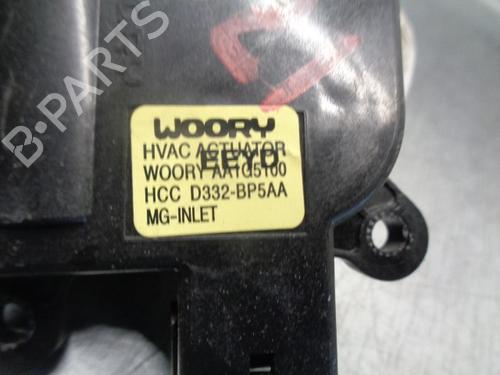 B-PARTS
WOORY
HVAC ACTUATOR
EEYD
WOORY AA1G5100
HCC D332-BP5AA
MG-INLET